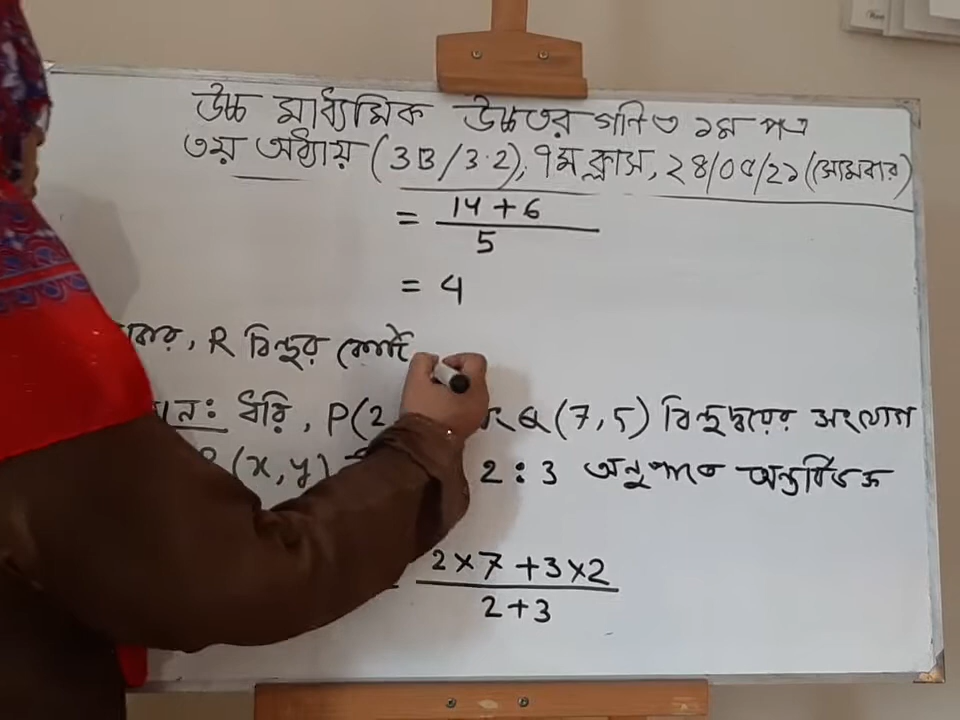 উচ্চ মাধ্যমিক উচ্চতর গনিত ১ম পত্র
৩য় অধ্যায় (3B/3.2), ৭ম ক্লাস, ২৪/০৫/২১ (সোমবার)
= 14 + 6
5
= 4
, R বিন্দুর
ধরি, P(2 Q(7, 5) বিন্দুদ্বয়ের সংযোগ
(x, y) 2 : 3 অনুপাতে অন্তর্বিভক্ত
2 × 7 + 3 × 2
2 + 3